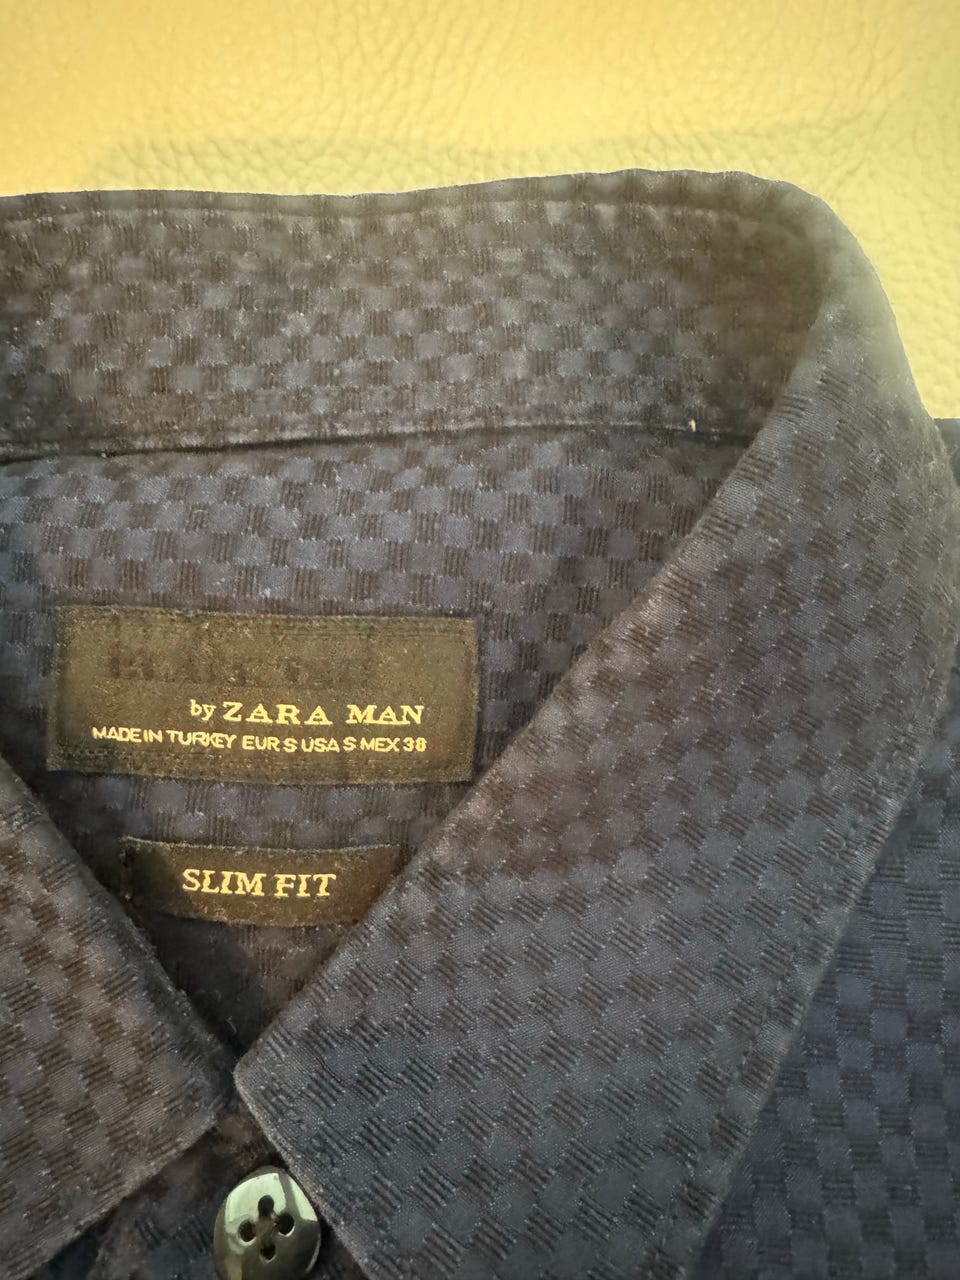 by ZARA MAN
MADE IN TURKEY EUR S USA S MEX 38
SLIM FIT